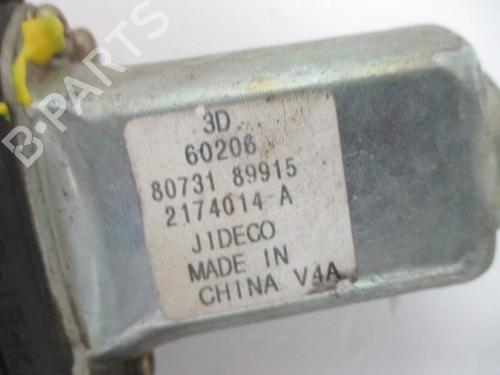 B-PARTS
3D
60206
80731 89915
2174014-A
JIDECO
MADE IN
CHINA V4A